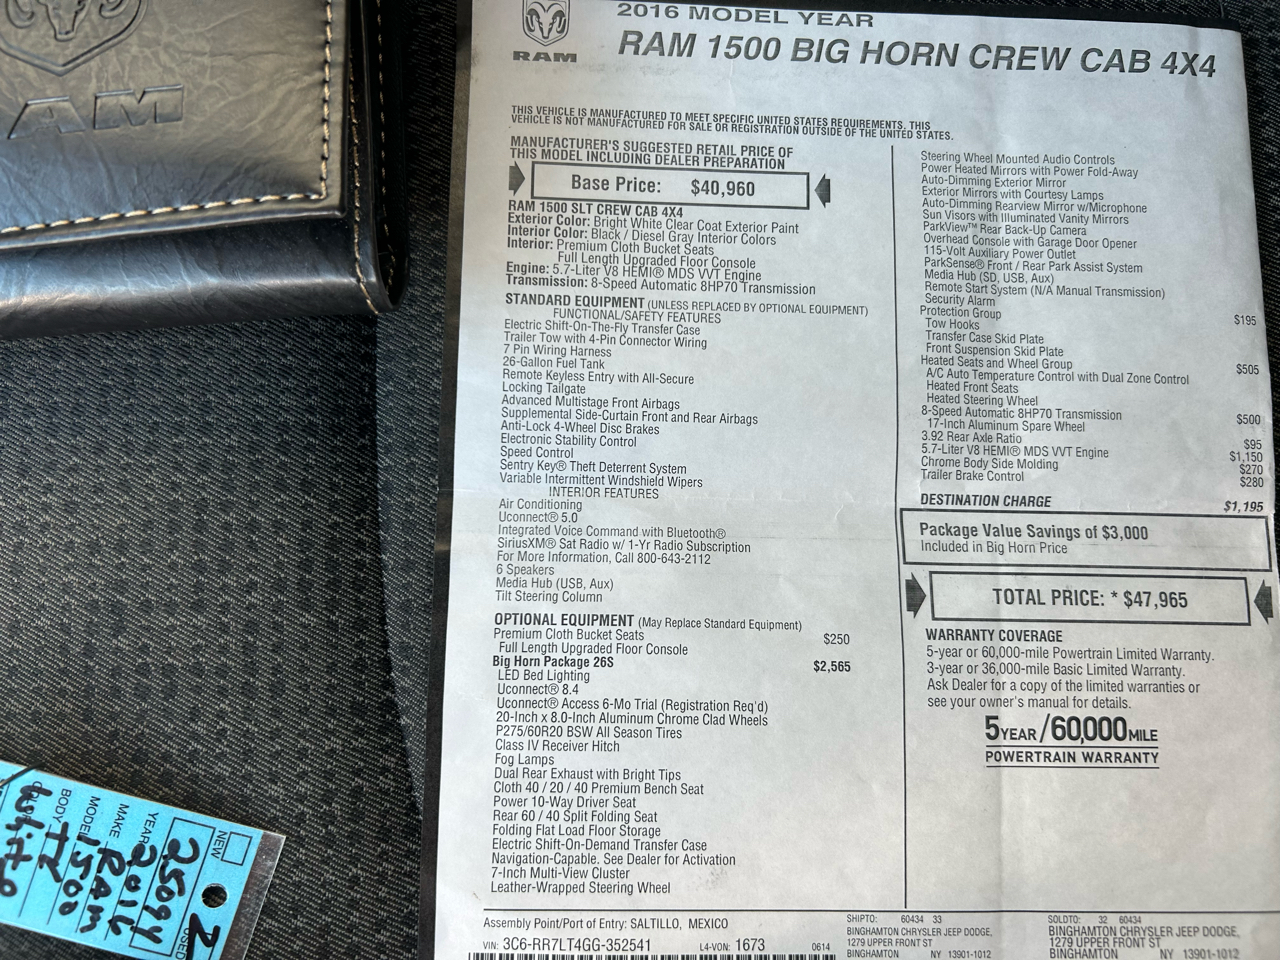 RAM
2016 MODEL YEAR
RAM 1500 BIG HORN CREW CAB 4X4
RAM
THIS VEHICLE IS MANUFACTURED TO MEET SPECIFIC UNITED STATES REQUIREMENTS. THIS
VEHICLE IS NOT MANUFACTURED FOR SALE OR REGISTRATION OUTSIDE OF THE UNITED STATES.
MANUFACTURER'S SUGGESTED RETAIL PRICE OF
THIS MODEL INCLUDING DEALER PREPARATION
Base Price: $40,960
RAM 1500 SLT CREW CAB 4X4
Exterior Color: Bright White Clear Coat Exterior Paint
Interior Color: Black / Diesel Gray Interior Colors
Interior: Premium Cloth Bucket Seats
Full Length Upgraded Floor Console
Engine: 5.7-Liter V8 HEMI® MDS VVT Engine
Transmission: 8-Speed Automatic 8HP70 Transmission
STANDARD EQUIPMENT (UNLESS REPLACED BY OPTIONAL EQUIPMENT)
FUNCTIONAL/SAFETY FEATURES
Electric Shift-On-The-Fly Transfer Case
Trailer Tow with 4-Pin Connector Wiring
7 Pin Wiring Harness
26-Gallon Fuel Tank
Remote Keyless Entry with All-Secure
Locking Tailgate
Advanced Multistage Front Airbags
Supplemental Side-Curtain Front and Rear Airbags
Anti-Lock 4-Wheel Disc Brakes
Electronic Stability Control
Speed Control
Sentry Key® Theft Deterrent System
Variable Intermittent Windshield Wipers
INTERIOR FEATURES
Air Conditioning
Uconnect® 5.0
Integrated Voice Command with Bluetooth®
SiriusXM® Sat Radio w/ 1-Yr Radio Subscription
For More Information, Call 800-643-2112
6 Speakers
Media Hub (USB, Aux)
Tilt Steering Column
OPTIONAL EQUIPMENT (May Replace Standard Equipment)
Premium Cloth Bucket Seats $250
Full Length Upgraded Floor Console
Big Horn Package 26S $2,565
LED Bed Lighting
Uconnect® 8.4
Uconnect® Access 6-Mo Trial (Registration Req'd)
20-Inch x 8.0-Inch Aluminum Chrome Clad Wheels
P275/60R20 BSW All Season Tires
Class IV Receiver Hitch
Fog Lamps
Dual Rear Exhaust with Bright Tips
Cloth 40 / 20 / 40 Premium Bench Seat
Power 10-Way Driver Seat
Rear 60 / 40 Split Folding Seat
Folding Flat Load Floor Storage
Electric Shift-On-Demand Transfer Case
Navigation-Capable. See Dealer for Activation
7-Inch Multi-View Cluster
Leather-Wrapped Steering Wheel
Steering Wheel Mounted Audio Controls
Power Heated Mirrors with Power Fold-Away
Auto-Dimming Exterior Mirror
Exterior Mirrors with Courtesy Lamps
Auto-Dimming Rearview Mirror w/Microphone
Sun Visors with Illuminated Vanity Mirrors
ParkView™ Rear Back-Up Camera
Overhead Console with Garage Door Opener
115-Volt Auxiliary Power Outlet
ParkSense® Front / Rear Park Assist System
Media Hub (SD, USB, Aux)
Remote Start System (N/A Manual Transmission)
Security Alarm
Protection Group $195
Tow Hooks
Transfer Case Skid Plate
Front Suspension Skid Plate
Heated Seats and Wheel Group $505
A/C Auto Temperature Control with Dual Zone Control
Heated Front Seats
Heated Steering Wheel
8-Speed Automatic 8HP70 Transmission $500
17-Inch Aluminum Spare Wheel
3.92 Rear Axle Ratio $95
5.7-Liter V8 HEMI® MDS VVT Engine $1,150
Chrome Body Side Molding $270
Trailer Brake Control $280
DESTINATION CHARGE $1,195
Package Value Savings of $3,000
Included in Big Horn Price
TOTAL PRICE: * $47,965
WARRANTY COVERAGE
5-year or 60,000-mile Powertrain Limited Warranty.
3-year or 36,000-mile Basic Limited Warranty.
Ask Dealer for a copy of the limited warranties or
see your owner's manual for details.
5 YEAR/60,000 MILE
POWERTRAIN WARRANTY
Assembly Point/Port of Entry: SALTILLO, MEXICO
VIN: 3C6-RR7LT4GG-352541 L4-VON: 1673 0614
SHIPTO: 60434 33
BINGHAMTON CHRYSLER JEEP DODGE,
1279 UPPER FRONT ST
BINGHAMTON NY 13901-1012
SOLDTO: 32 60434
BINGHAMTON CHRYSLER JEEP DODGE,
1279 UPPER FRONT ST
BINGHAMTON NY 13901-1012
NEW
USED
25094
YEAR 2016
MAKE RAM
MODEL 1500
BODY
White